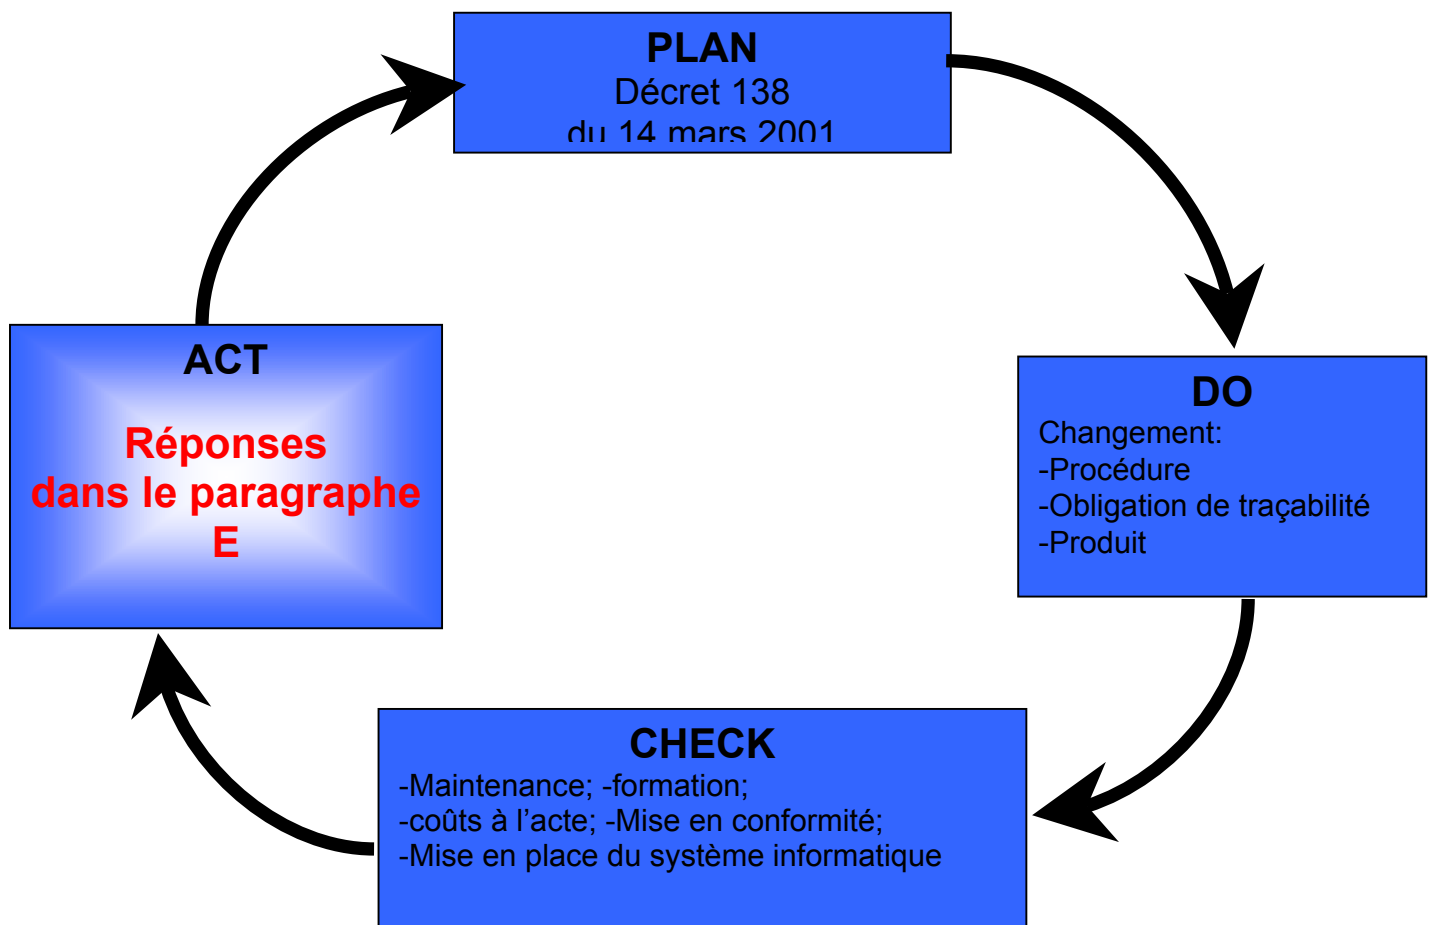 PLAN
Décret 138
du 14 mars 2001
DO
Changement:
-Procédure
-Obligation de traçabilité
-Produit
CHECK
-Maintenance; -formation;
-coûts à l’acte; -Mise en conformité;
-Mise en place du système informatique
ACT
Réponses
dans le paragraphe
E